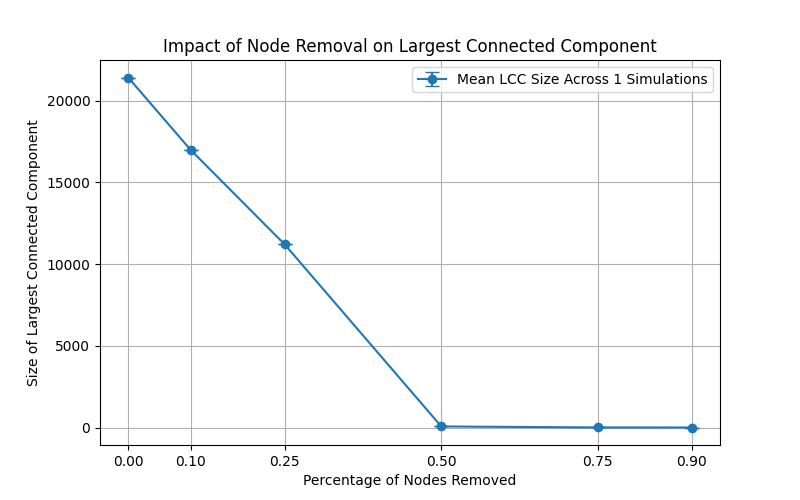 Impact of Node Removal on Largest Connected Component
Mean LCC Size Across 1 Simulations
Size of Largest Connected Component
20000
15000
10000
5000
0
0.00 0.10 0.25 0.50 0.75 0.90
Percentage of Nodes Removed